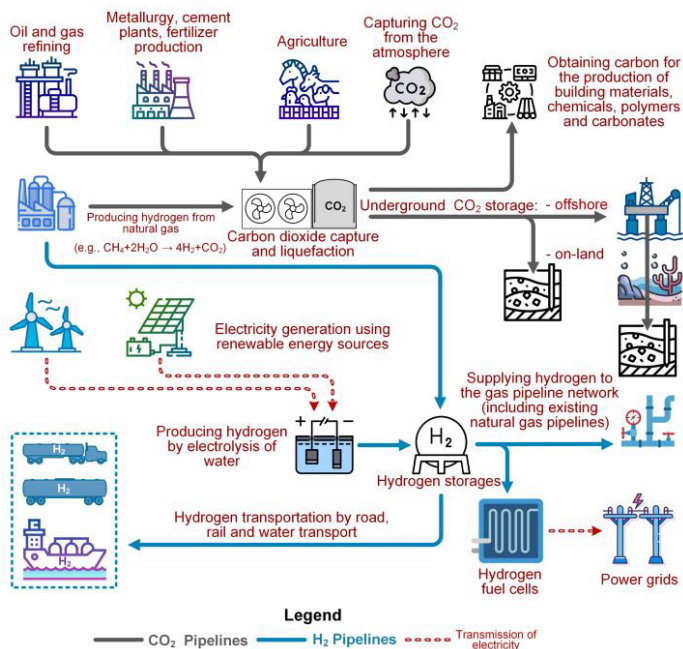 Oil and gas
refining
Metallurgy, cement
plants, fertilizer
production
Agriculture
Capturing CO2
from the
atmosphere
CO2
CO2
Obtaining carbon for
the production of
building materials,
chemicals, polymers
and carbonates
Producing hydrogen from
natural gas
(e.g., CH4+2H2O → 4H2+CO2)
CO2
Carbon dioxide capture
and liquefaction
Underground CO2 storage: - offshore
- on-land
Electricity generation using
renewable energy sources
Supplying hydrogen to
the gas pipeline network
(including existing
natural gas pipelines)
+ −
Producing hydrogen
by electrolysis of
water
H2
Hydrogen storages
H2
H2
H2
Hydrogen transportation by road,
rail and water transport
Hydrogen
fuel cells
Power grids
Legend
CO2 Pipelines
H2 Pipelines
Transmission of
electricity